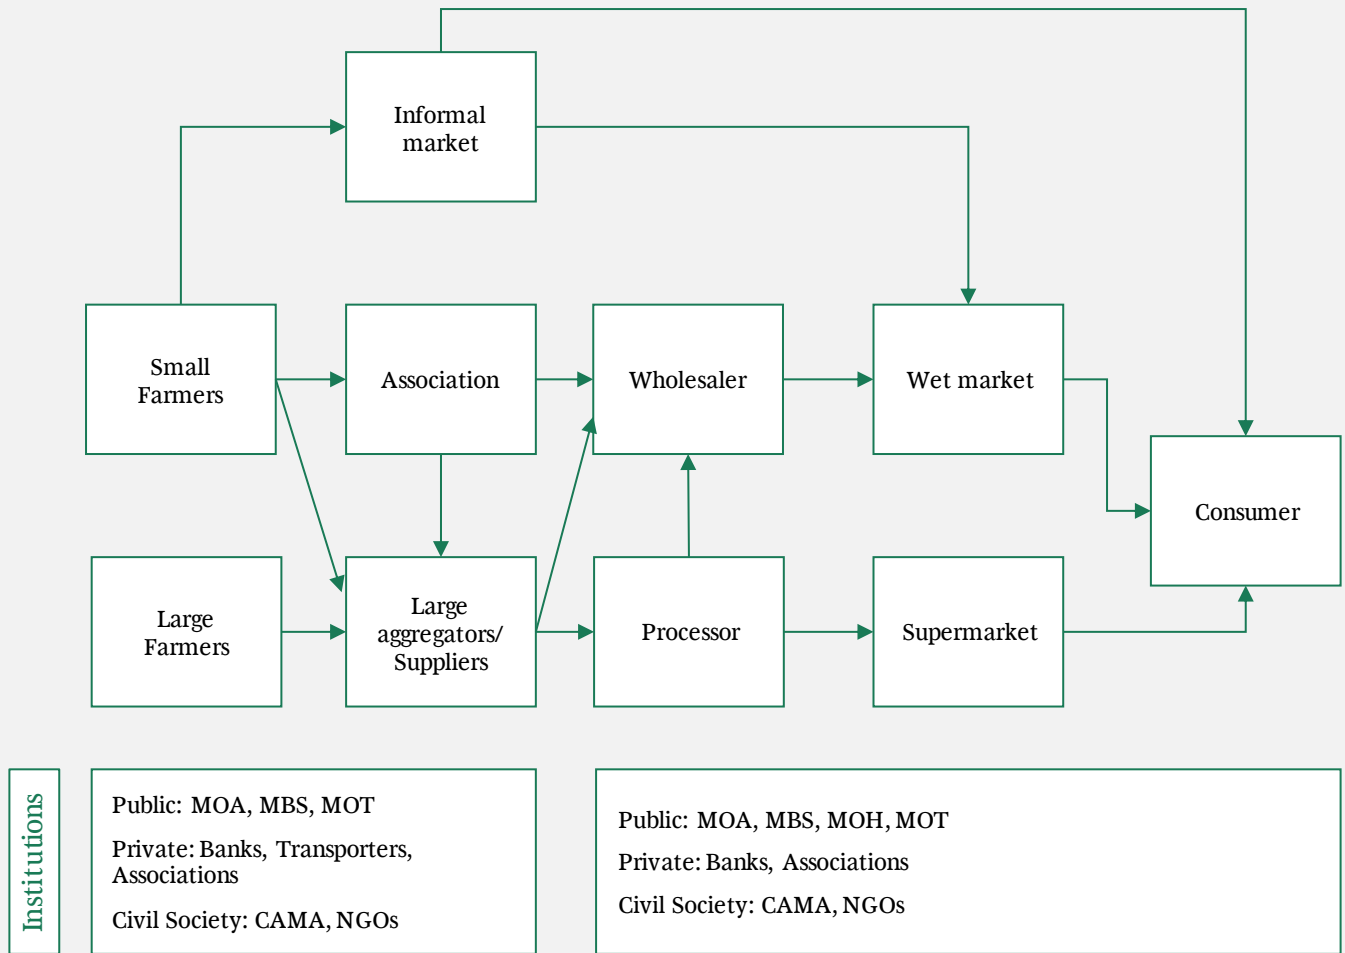 Informal
market
Small
Farmers
Association
Wholesaler
Wet market
Consumer
Large
Farmers
Large
aggregators/
Suppliers
Processor
Supermarket
Institutions
Public: MOA, MBS, MOT
Private: Banks, Transporters,
Associations
Civil Society: CAMA, NGOs
Public: MOA, MBS, MOH, MOT
Private: Banks, Associations
Civil Society: CAMA, NGOs